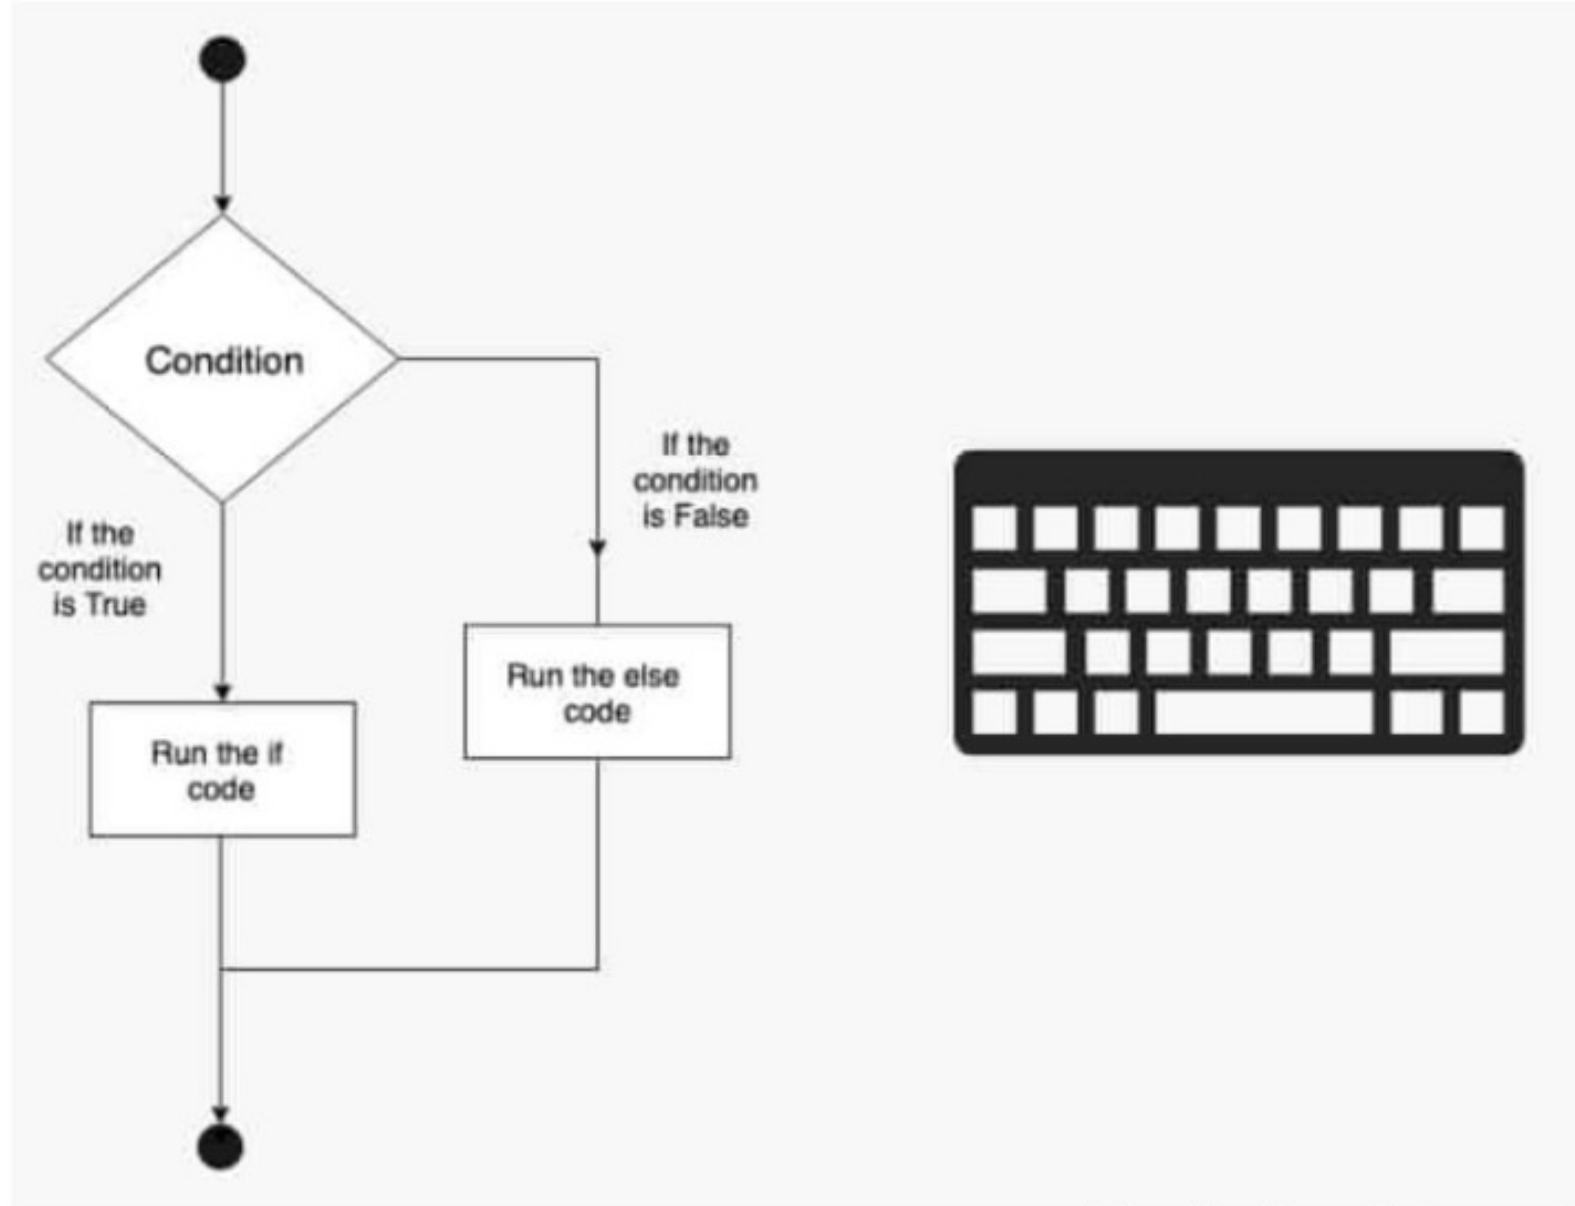 Condition
If the
condition
is False
If the
condition
is True
Run the else
code
Run the if
code